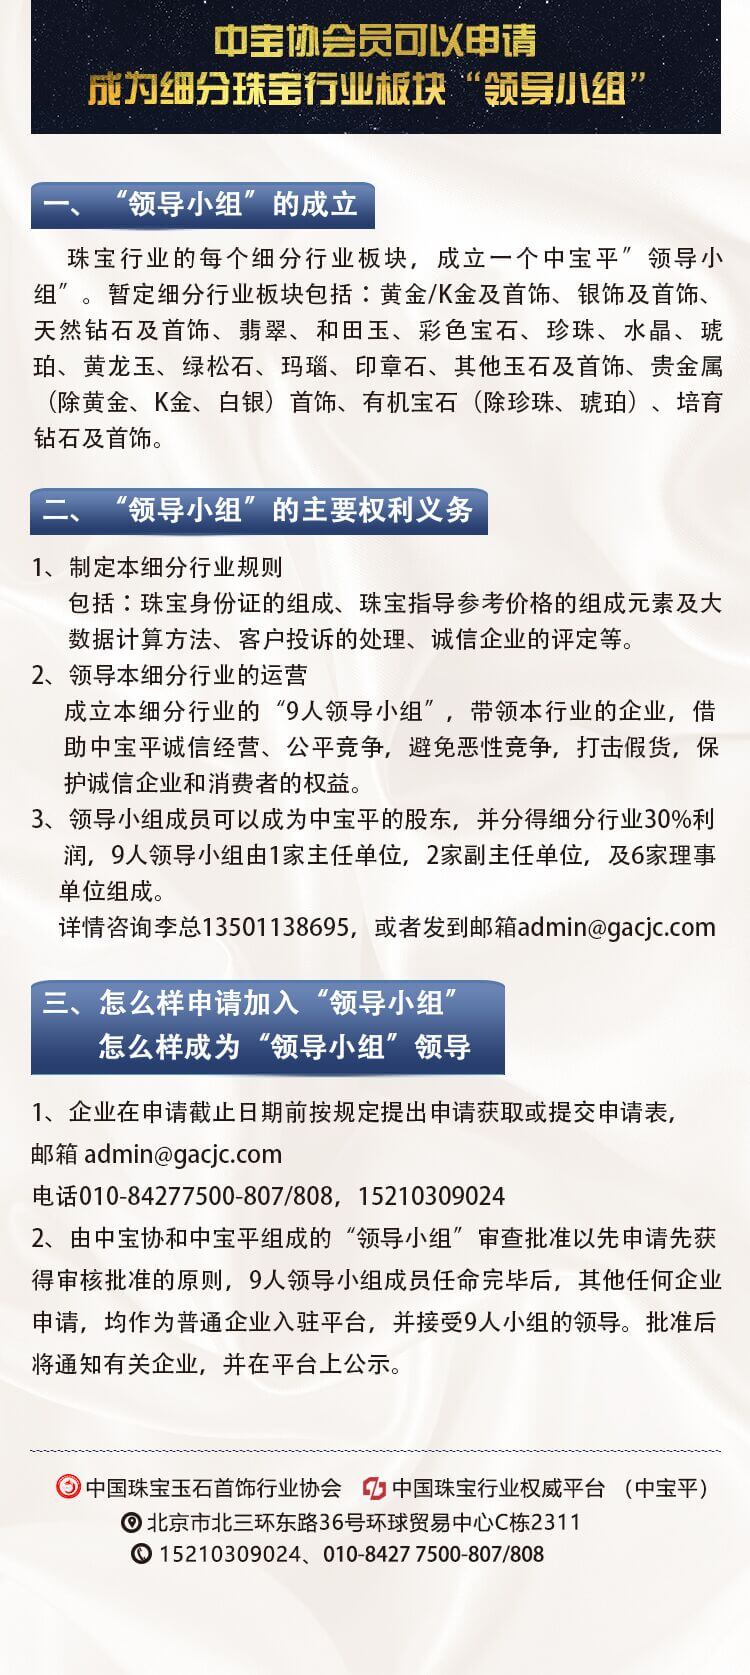 中宝协会员可以申请
成为细分珠宝行业板块“领导小组”
一、“领导小组”的成立
珠宝行业的每个细分行业板块，成立一个中宝平”领导小
组”。暂定细分行业板块包括：黄金/K金及首饰、银饰及首饰、
天然钻石及首饰、翡翠、和田玉、彩色宝石、珍珠、水晶、琥
珀、黄龙玉、绿松石、玛瑙、印章石、其他玉石及首饰、贵金属
（除黄金、K金、白银）首饰、有机宝石（除珍珠、琥珀）、培育
钻石及首饰。
二、“领导小组”的主要权利义务
1、制定本细分行业规则
包括：珠宝身份证的组成、珠宝指导参考价格的组成元素及大
数据计算方法、客户投诉的处理、诚信企业的评定等。
2、领导本细分行业的运营
成立本细分行业的“9人领导小组”，带领本行业的企业，借
助中宝平诚信经营、公平竞争，避免恶性竞争，打击假货，保
护诚信企业和消费者的权益。
3、领导小组成员可以成为中宝平的股东，并分得细分行业30%利
润，9人领导小组由1家主任单位，2家副主任单位，及6家理事
单位组成。
详情咨询李总13501138695，或者发到邮箱admin@gacjc.com
三、怎么样申请加入“领导小组”
怎么样成为“领导小组”领导
1、企业在申请截止日期前按规定提出申请获取或提交申请表，
邮箱 admin@gacjc.com
电话010-84277500-807/808，15210309024
2、由中宝协和中宝平组成的“领导小组”审查批准以先申请先获
得审核批准的原则，9人领导小组成员任命完毕后，其他任何企业
申请，均作为普通企业入驻平台，并接受9人小组的领导。批准后
将通知有关企业，并在平台上公示。
中国珠宝玉石首饰行业协会 中国珠宝行业权威平台 （中宝平）
北京市北三环东路36号环球贸易中心C栋2311
15210309024、010-8427 7500-807/808